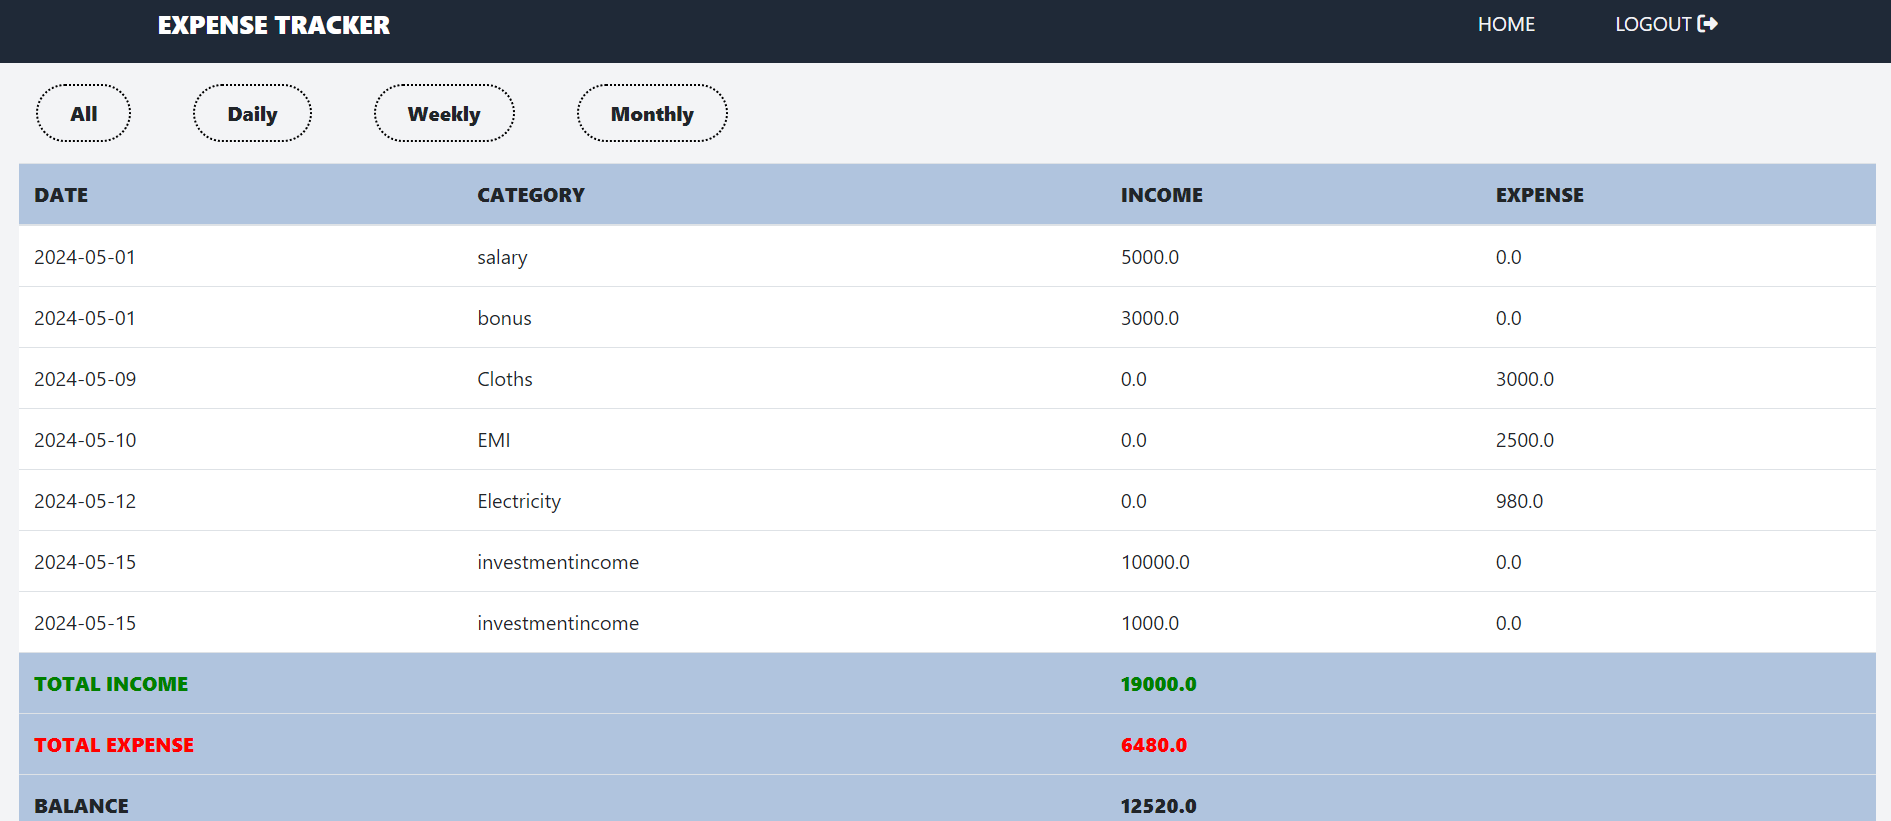 EXPENSE TRACKER HOME LOGOUT
All Daily Weekly Monthly
DATE CATEGORY INCOME EXPENSE
2024-05-01 salary 5000.0 0.0
2024-05-01 bonus 3000.0 0.0
2024-05-09 Cloths 0.0 3000.0
2024-05-10 EMI 0.0 2500.0
2024-05-12 Electricity 0.0 980.0
2024-05-15 investmentincome 10000.0 0.0
2024-05-15 investmentincome 1000.0 0.0
TOTAL INCOME 19000.0
TOTAL EXPENSE 6480.0
BALANCE 12520.0